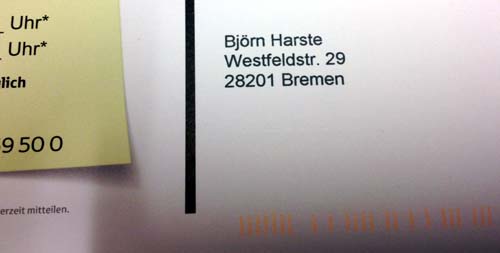 Uhr*
Uhr*
lich
9 50 0
erzeit mitteilen.
Björn Harste
Westfeldstr. 29
28201 Bremen